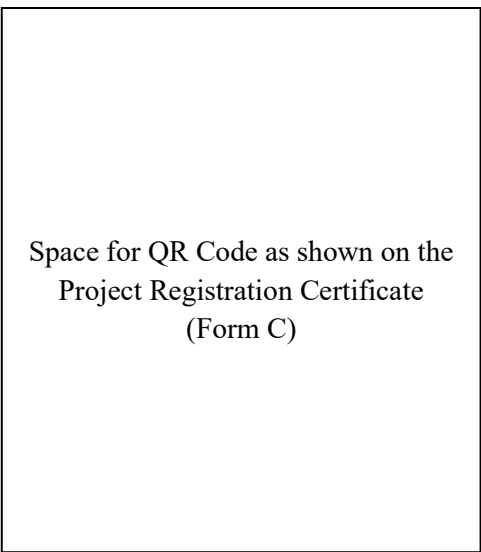 Space for QR Code as shown on the
Project Registration Certificate
(Form C)